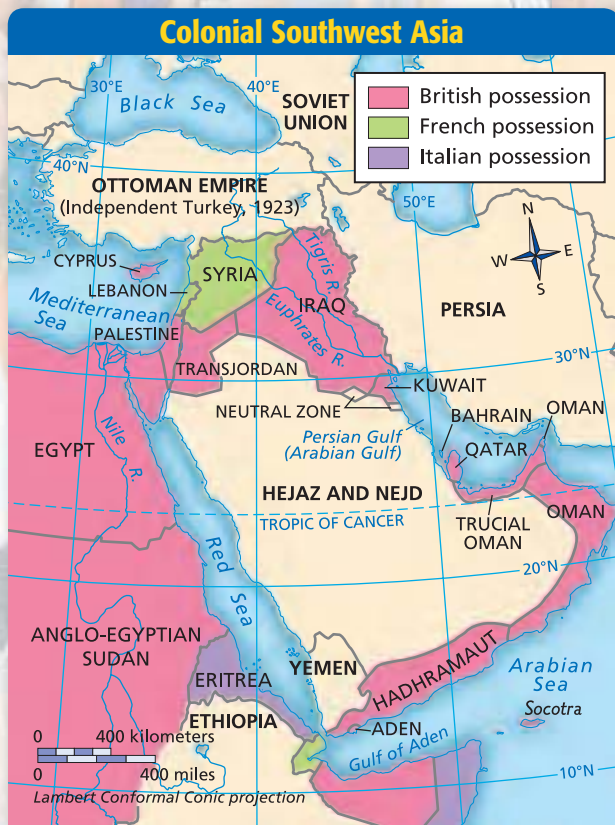 Colonial Southwest Asia
30°E
40°E
Black Sea
SOVIET
UNION
British possession
French possession
Italian possession
40°N
50°E
OTTOMAN EMPIRE
(Independent Turkey, 1923)
N
W
E
S
CYPRUS
SYRIA
Tigris R.
LEBANON
IRAQ
Mediterranean
Sea
Euphrates R.
PERSIA
PALESTINE
30°N
TRANSJORDAN
KUWAIT
NEUTRAL ZONE
BAHRAIN
OMAN
Nile R.
Persian Gulf
(Arabian Gulf)
QATAR
EGYPT
HEJAZ AND NEJD
TROPIC OF CANCER
TRUCIAL
OMAN
OMAN
Red Sea
20°N
ANGLO-EGYPTIAN
SUDAN
YEMEN
HADHRAMAUT
Arabian
Sea
ERITREA
Socotra
ETHIOPIA
ADEN
Gulf of Aden
0 400 kilometers
0 400 miles
10°N
Lambert Conformal Conic projection